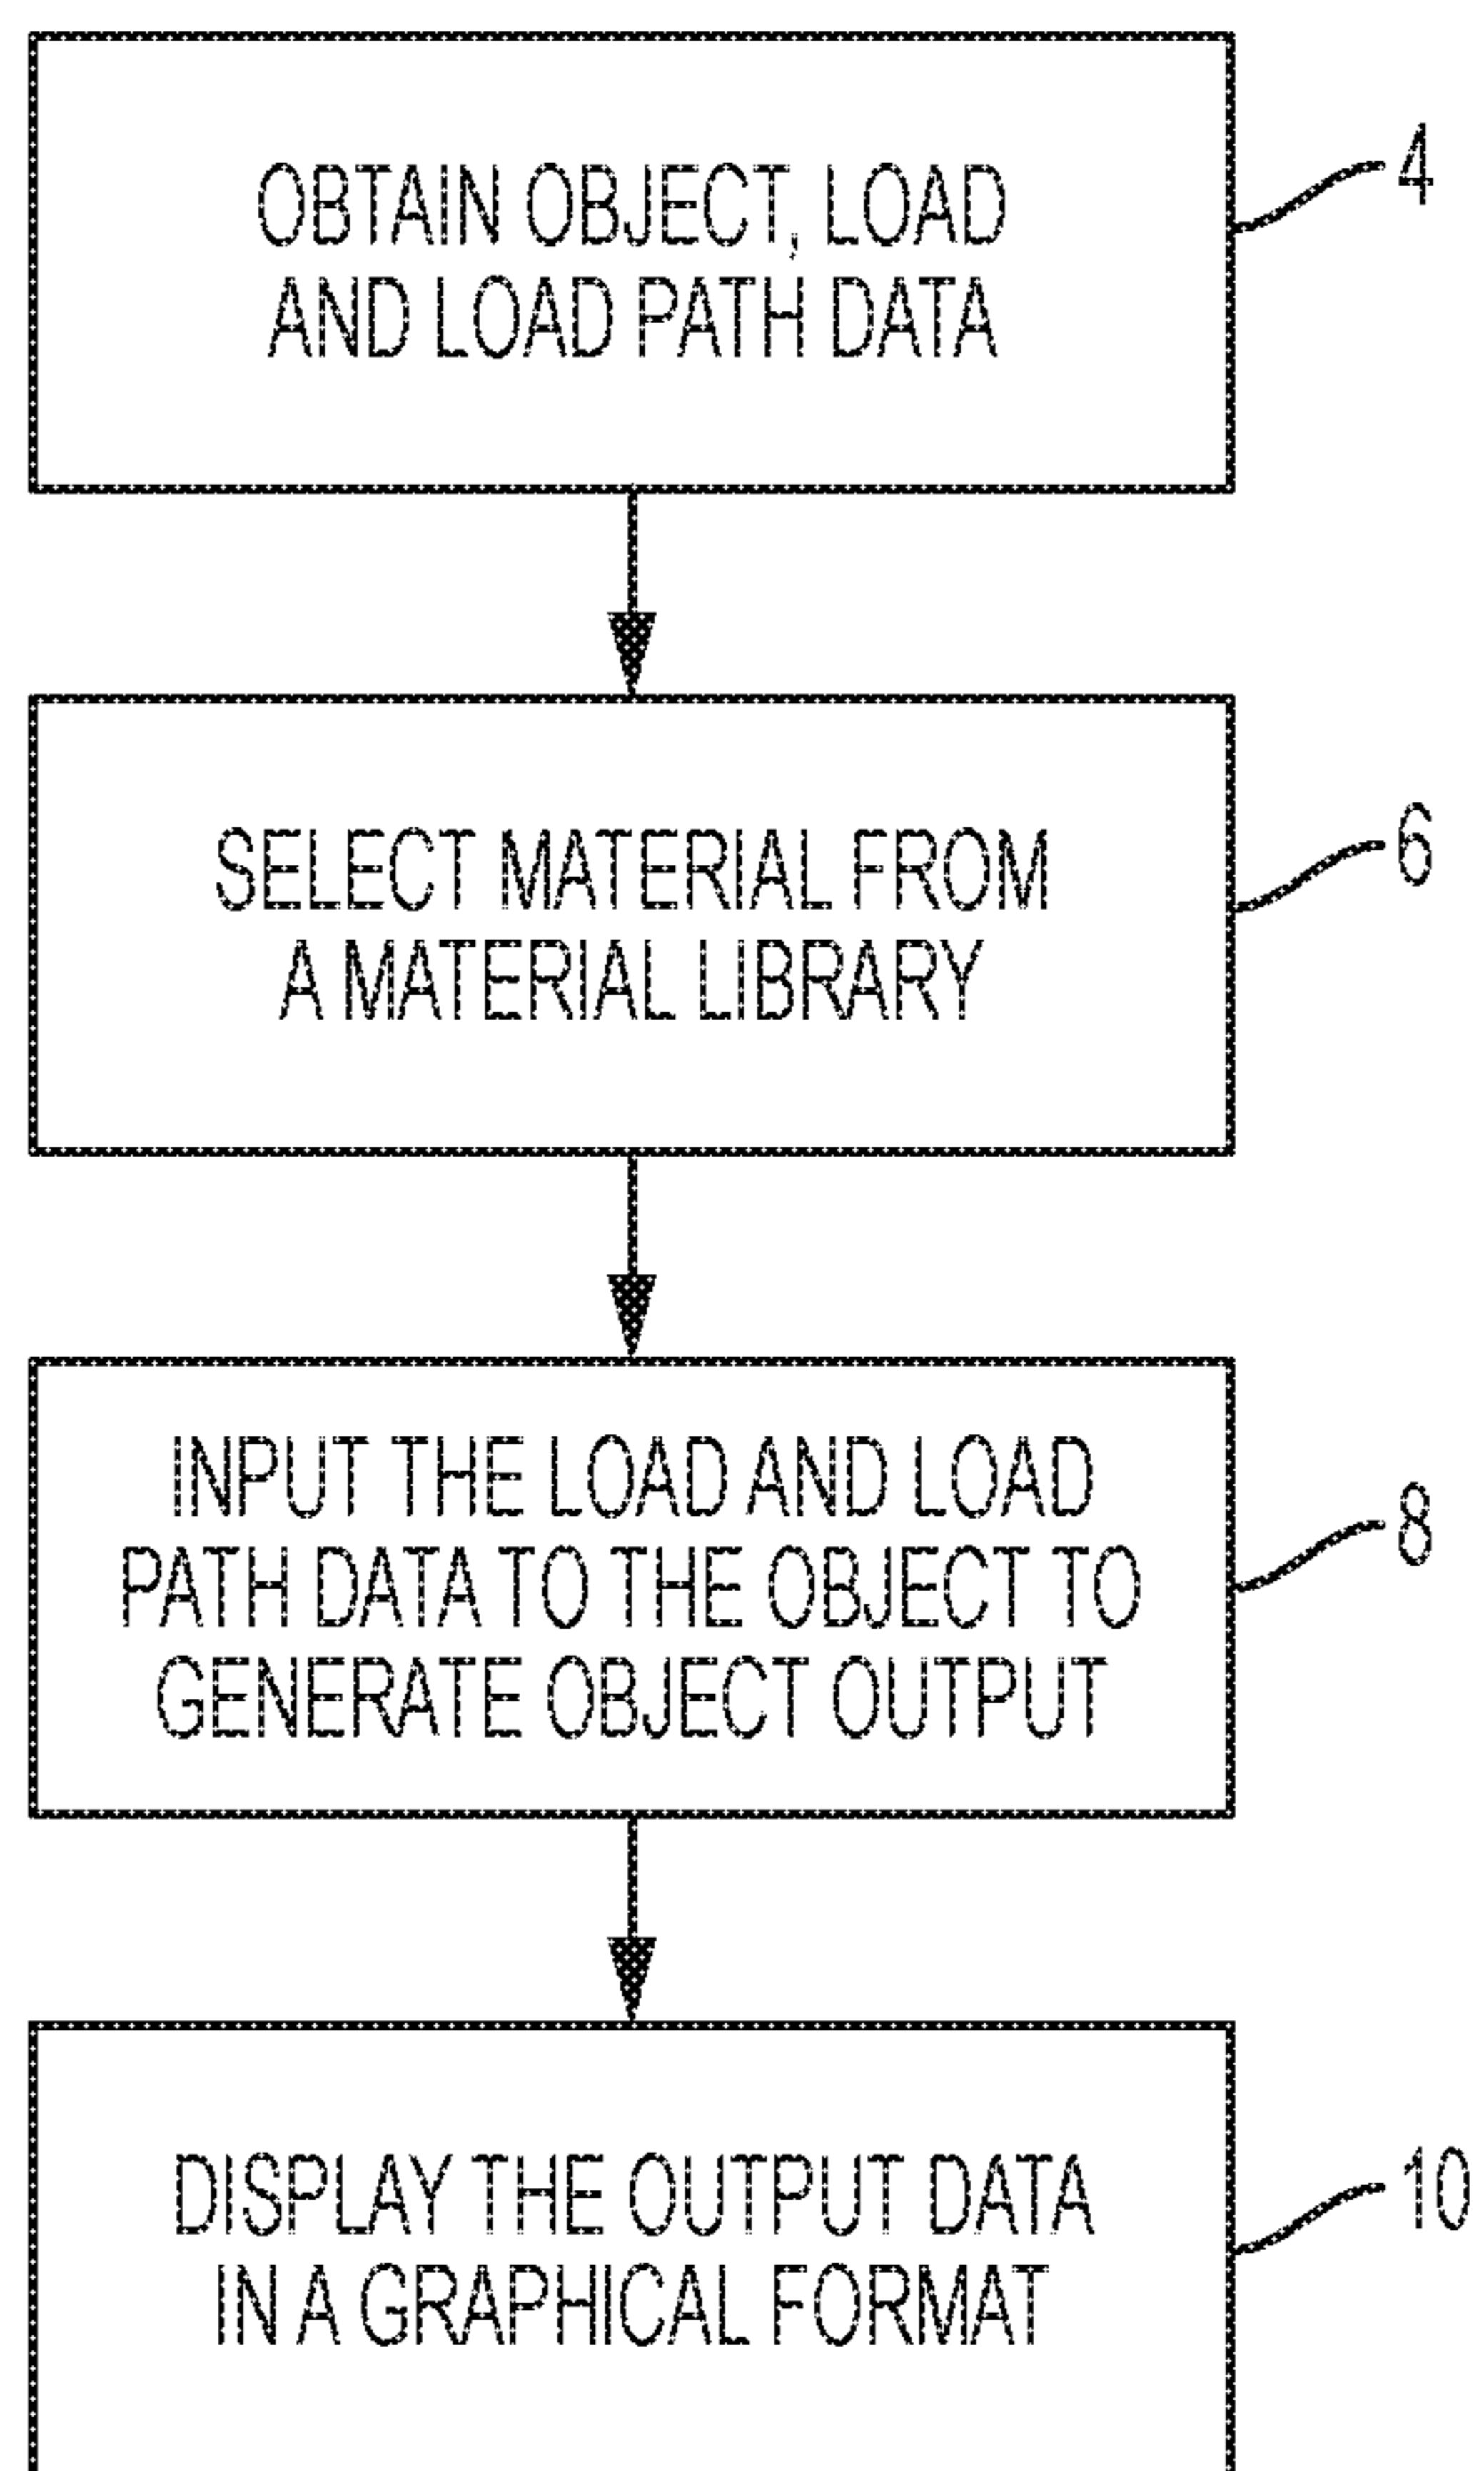 OBTAIN OBJECT, LOAD
AND LOAD PATH DATA
4
SELECT MATERIAL FROM
A MATERIAL LIBRARY
6
INPUT THE LOAD AND LOAD
PATH DATA TO THE OBJECT TO
GENERATE OBJECT OUTPUT
8
DISPLAY THE OUTPUT DATA
IN A GRAPHICAL FORMAT
10